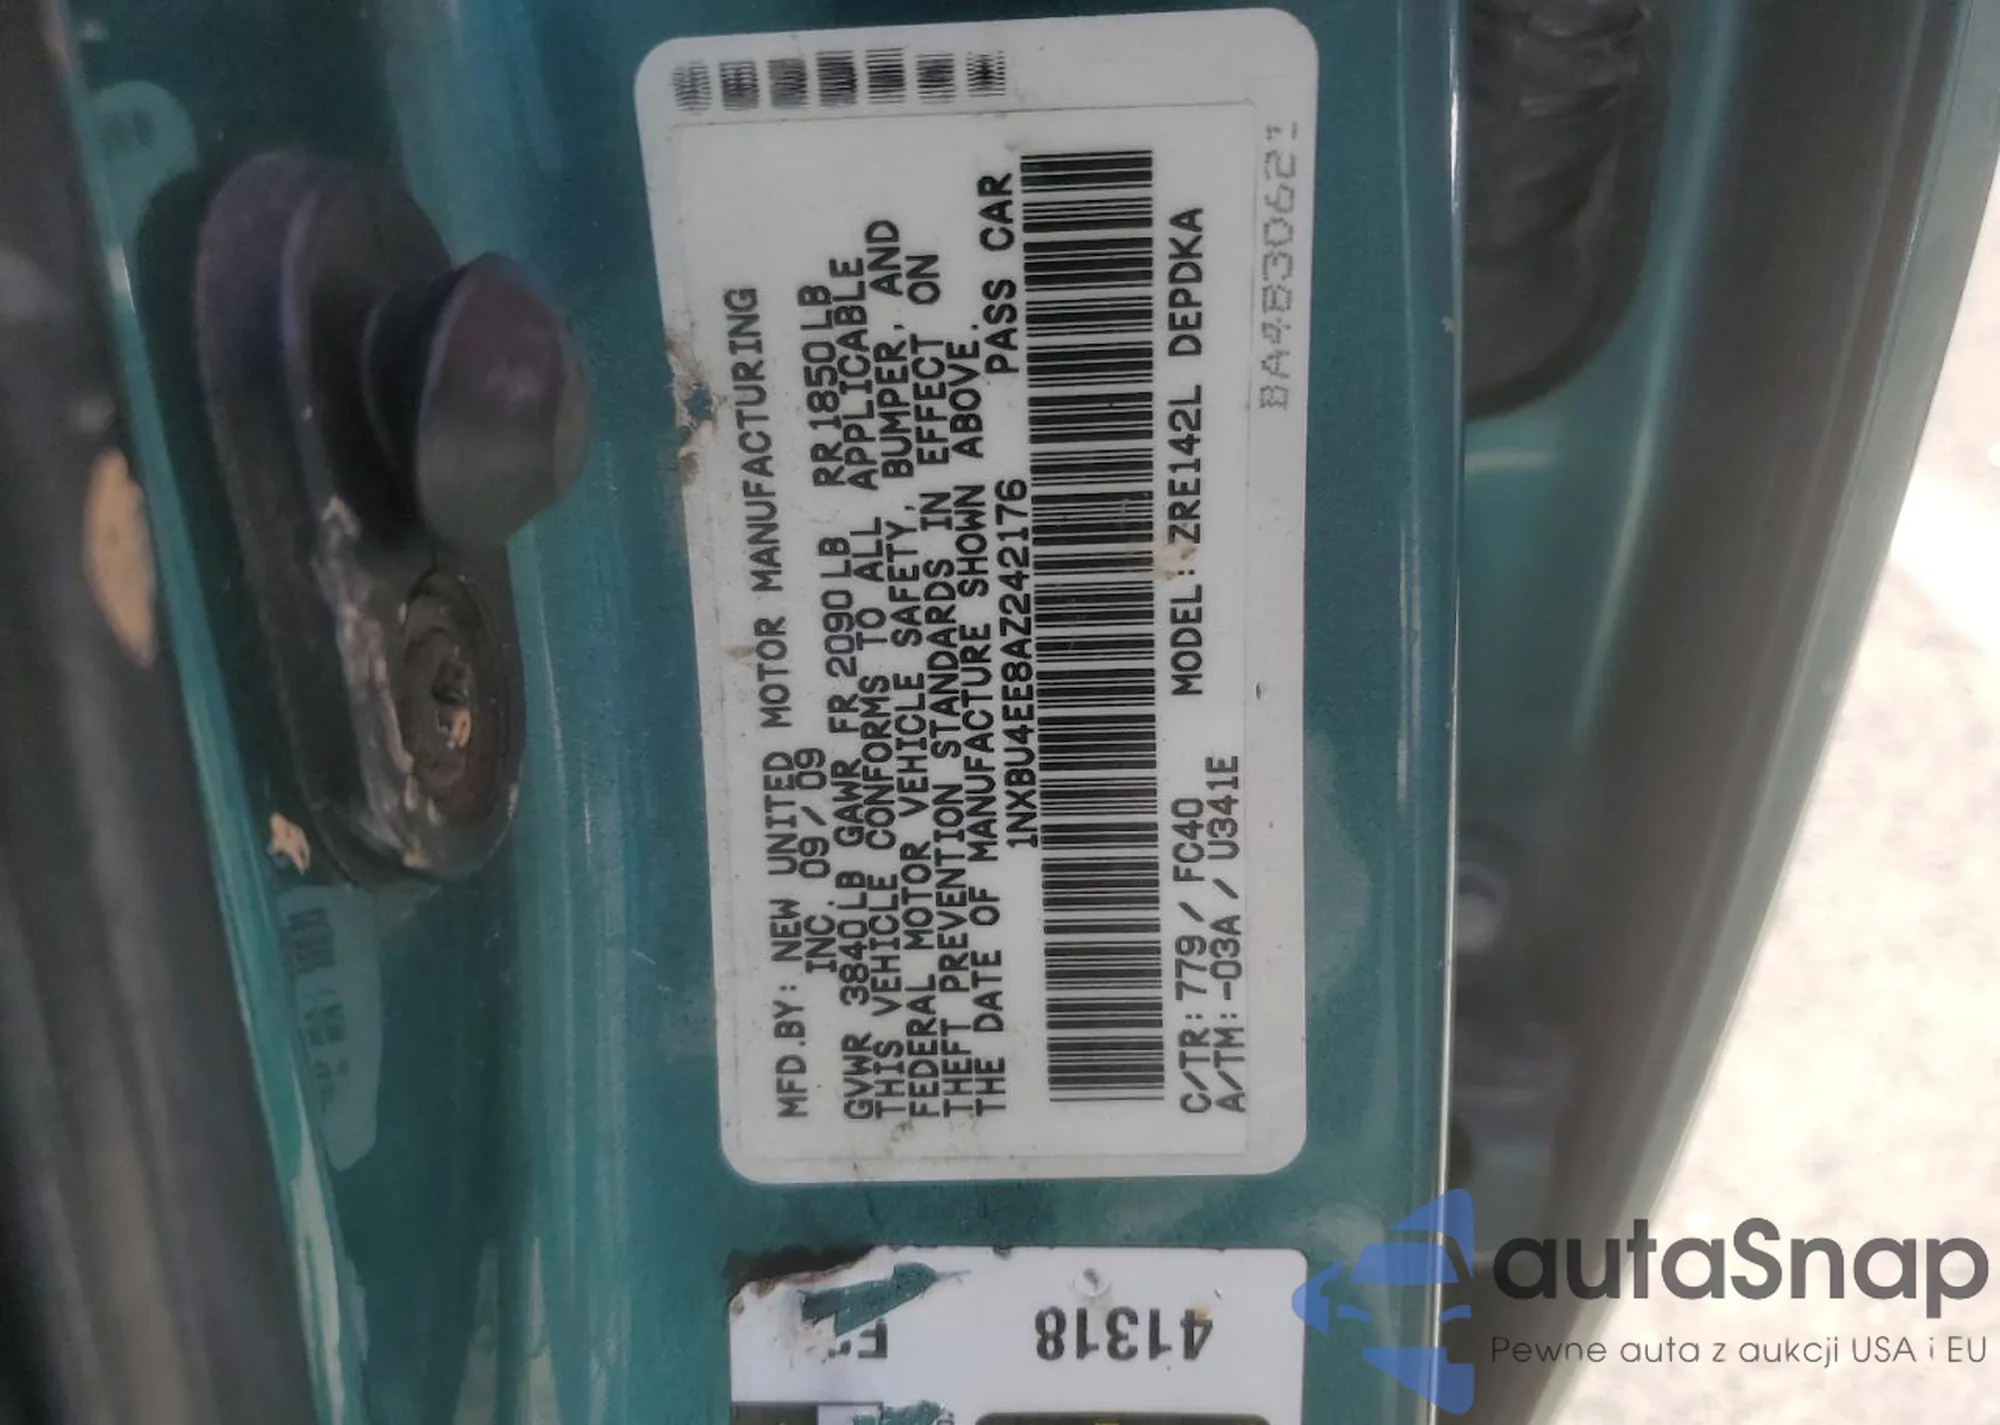 MFD.BY: NEW UNITED MOTOR MANUFACTURING
INC. 09/09
GVWR 3840LB GAWR FR 2090LB RR1850LB
THIS VEHICLE CONFORMS TO ALL APPLICABLE
FEDERAL MOTOR VEHICLE SAFETY, BUMPER, AND
THEFT PREVENTION STANDARDS IN EFFECT ON
THE DATE OF MANUFACTURE SHOWN ABOVE.
1NXBU4EE8AZ242176 PASS CAR
C/TR: 779/FC40 MODEL: ZRE142L DEPDKA
A/TM: -03A/U341E
41318
autaSnap
Pewne auta z aukcji USA i EU